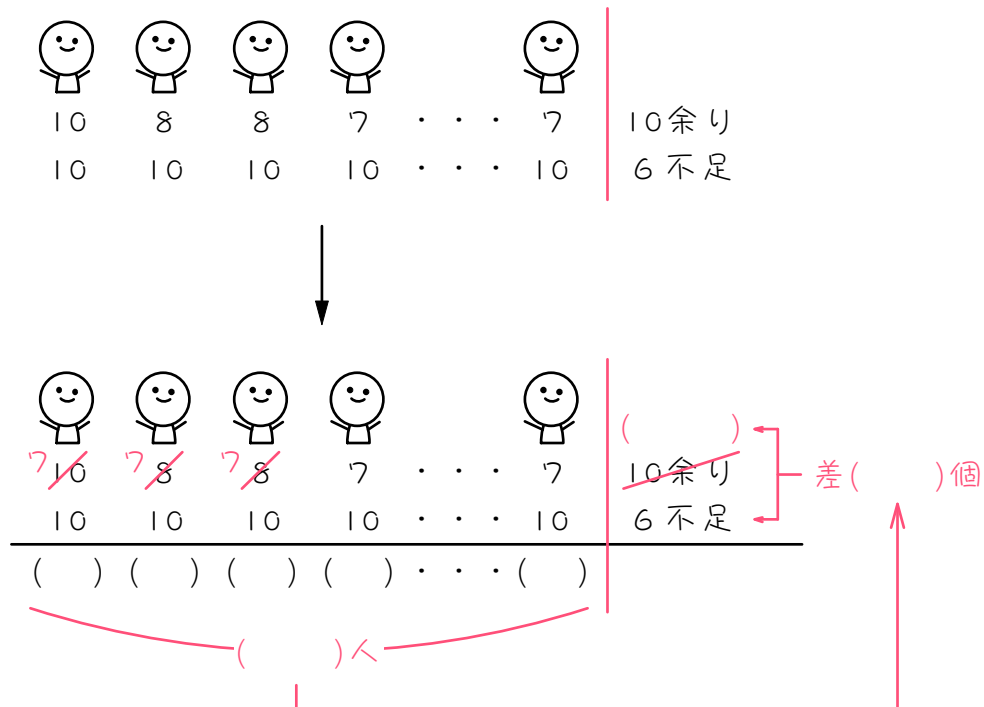 10 8 8 7 ・・・ 7 10余り
10 10 10 10 ・・・ 10 6不足
( )
7 10 7 8 7 8 7 ・・・ 7 10余り
差( )個
10 10 10 10 ・・・ 10 6不足
( ) ( ) ( ) ( ) ・・・ ( )
( )人